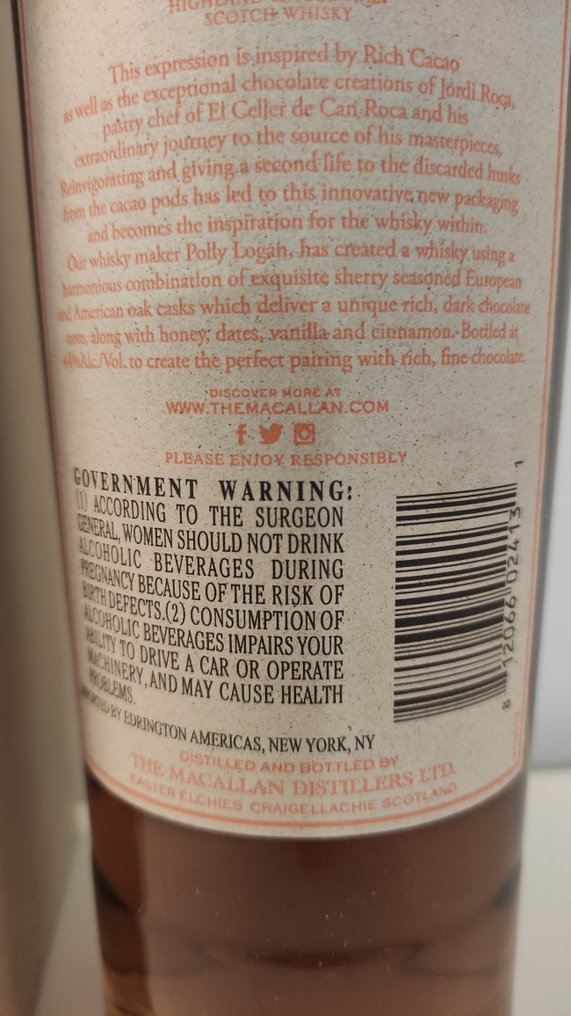 HIGHLAND
SCOTCH WHISKY
This expression is inspired by Rich Cacao
as well as the exceptional chocolate creations of Jordi Roca,
pastry chef of El Celler de Can Roca and his
extraordinary journey to the source of his masterpieces,
Reinvigorating and giving a second life to the discarded husks
from the cacao pods has led to this innovative new packaging
and becomes the inspiration for the whisky within.
Our whisky maker Polly Logan, has created a whisky using a
harmonious combination of exquisite sherry seasoned European
and American oak casks which deliver a unique rich, dark chocolate
note, along with honey, dates, vanilla and cinnamon. Bottled at
44%Alc./Vol. to create the perfect pairing with rich, fine chocolate.
DISCOVER MORE AT
WWW.THEMACALLAN.COM
PLEASE ENJOY RESPONSIBLY
GOVERNMENT WARNING:
(1) ACCORDING TO THE SURGEON
GENERAL, WOMEN SHOULD NOT DRINK
ALCOHOLIC BEVERAGES DURING
PREGNANCY BECAUSE OF THE RISK OF
BIRTH DEFECTS.(2) CONSUMPTION OF
ALCOHOLIC BEVERAGES IMPAIRS YOUR
ABILITY TO DRIVE A CAR OR OPERATE
MACHINERY, AND MAY CAUSE HEALTH
PROBLEMS.
IMPORTED BY EDRINGTON AMERICAS, NEW YORK, NY
8 12066 02413 1
DISTILLED AND BOTTLED BY
THE MACALLAN DISTILLERS LTD.
EASTER ELCHIES CRAIGELLACHIE SCOTLAND